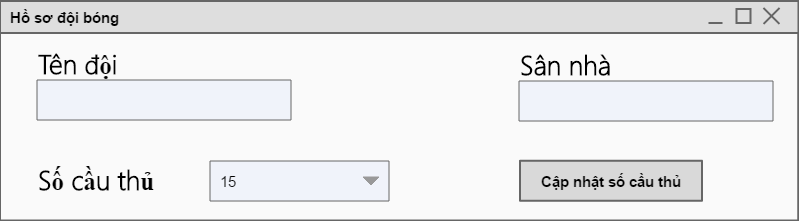 Hồ sơ đội bóng
Tên đội
Sân nhà
Số cầu thủ
15
Cập nhật số cầu thủ